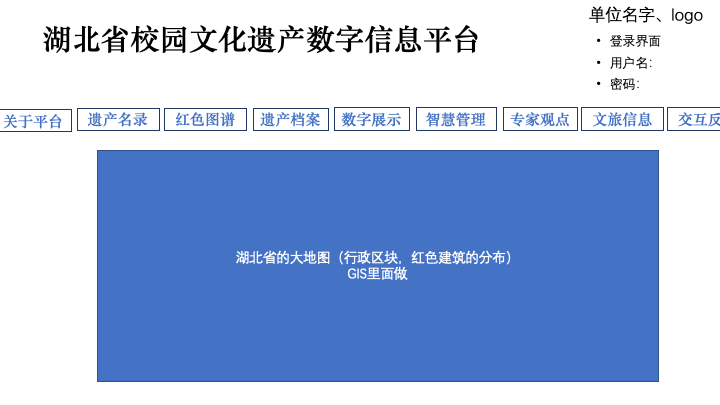 湖北省校园文化遗产数字信息平台
单位名字、logo
• 登录界面
• 用户名：
• 密码：
关于平台 遗产名录 红色图谱 遗产档案 数字展示 智慧管理 专家观点 文旅信息 交互反
湖北省的大地图（行政区块，红色建筑的分布）
GIS里面做